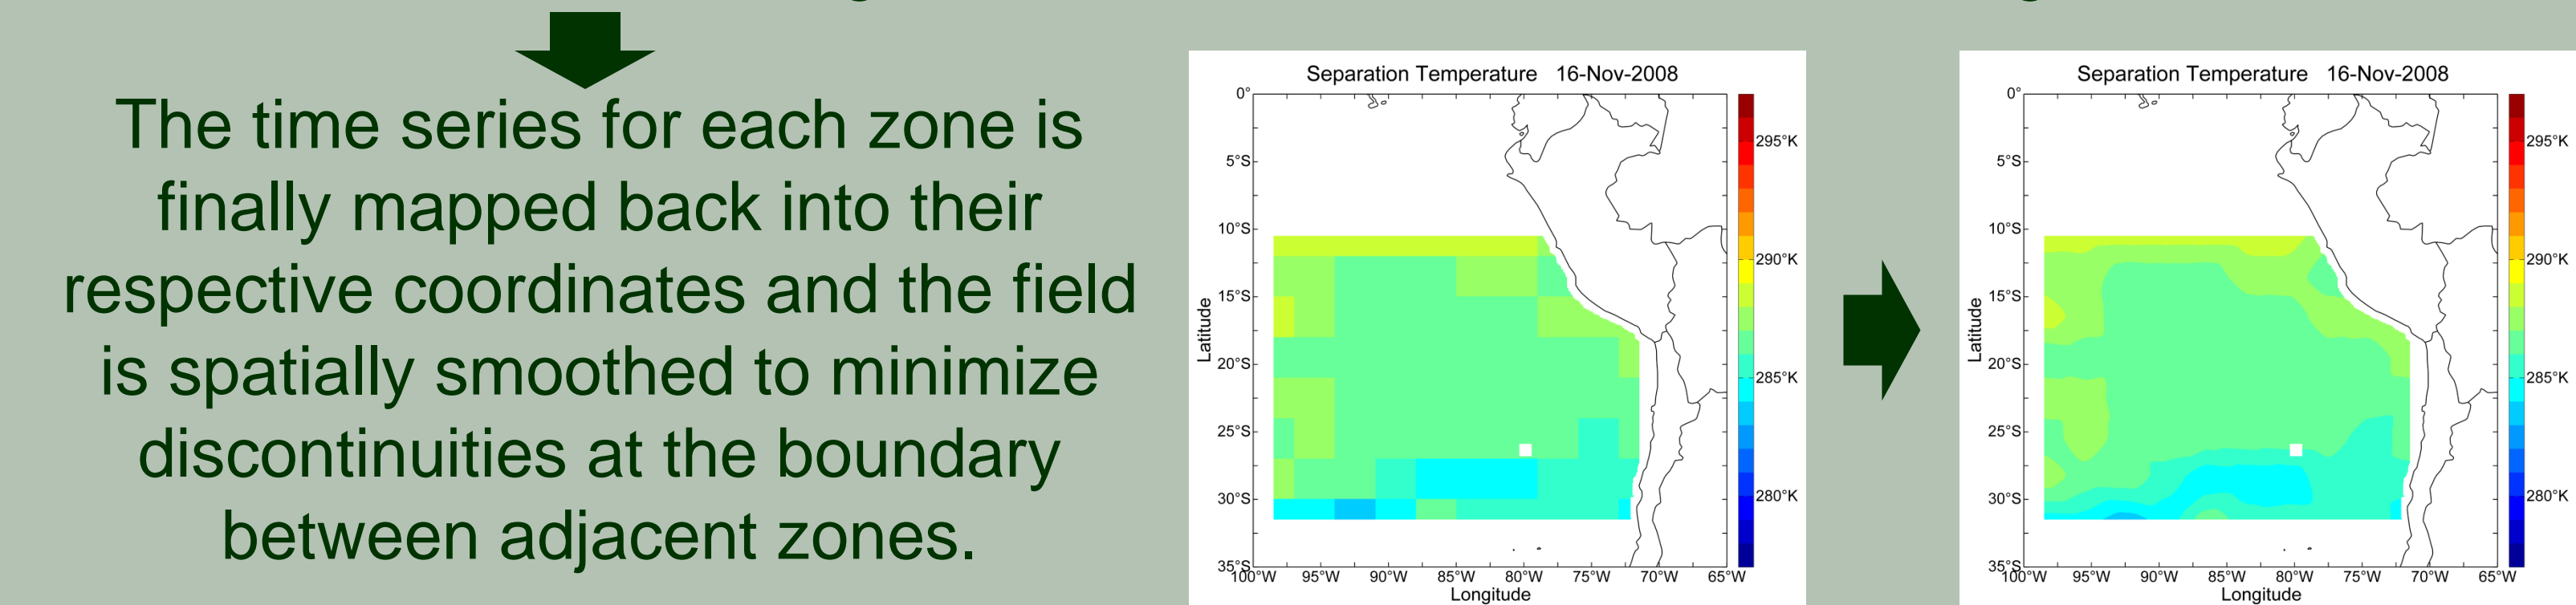 The time series for each zone is
finally mapped back into their
respective coordinates and the field
is spatially smoothed to minimize
discontinuities at the boundary
between adjacent zones.
Separation Temperature 16-Nov-2008
0°
5°S
10°S
15°S
20°S
25°S
30°S
35°S
Latitude
100°W 95°W 90°W 85°W 80°W 75°W 70°W 65°W
Longitude
295°K
290°K
285°K
280°K
Separation Temperature 16-Nov-2008
0°
5°S
10°S
15°S
20°S
25°S
30°S
35°S
Latitude
100°W 95°W 90°W 85°W 80°W 75°W 70°W 65°W
Longitude
295°K
290°K
285°K
280°K